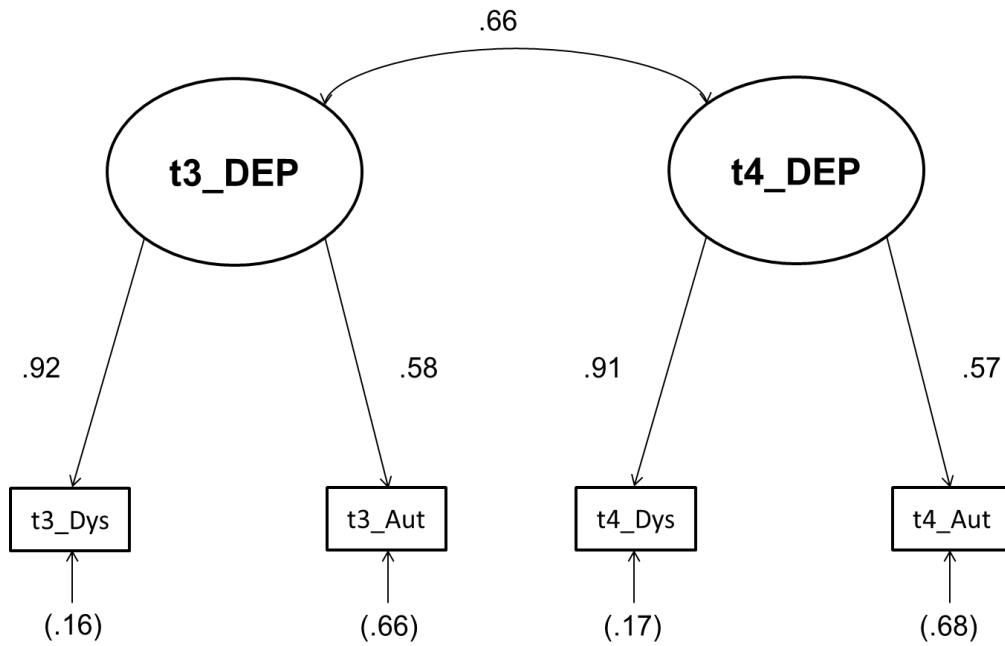 .66
t3_DEP
t4_DEP
.92
.58
.91
.57
t3_Dys
t3_Aut
t4_Dys
t4_Aut
(.16)
(.66)
(.17)
(.68)